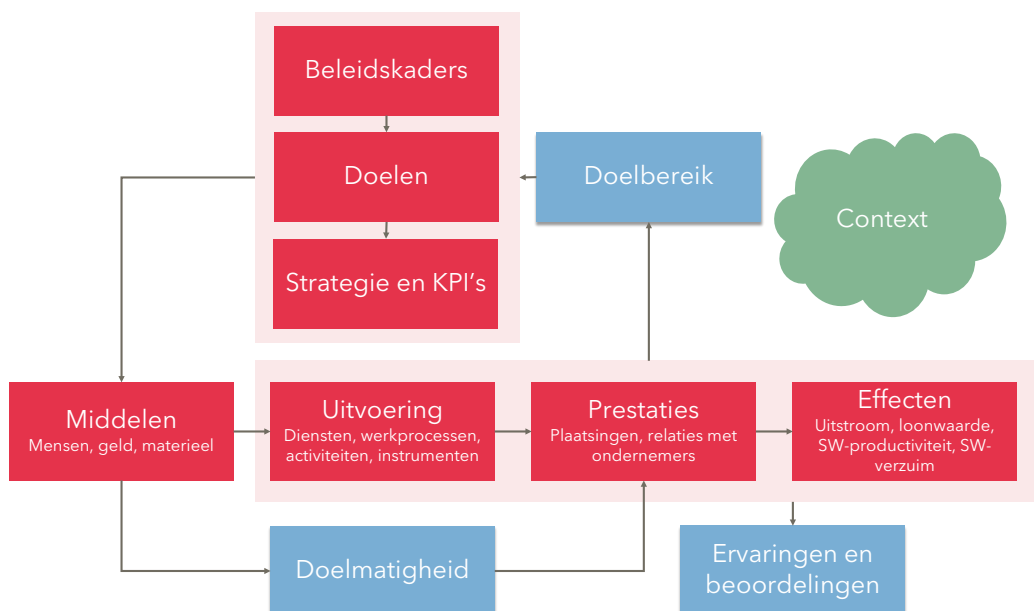 Beleidskaders
Doelen
Doelbereik
Context
Strategie en KPI’s
Middelen
Mensen, geld, materieel
Uitvoering
Diensten, werkprocessen,
activiteiten, instrumenten
Prestaties
Plaatsingen, relaties met
ondernemers
Effecten
Uitstroom, loonwaarde,
SW-productiviteit, SW-
verzuim
Doelmatigheid
Ervaringen en
beoordelingen